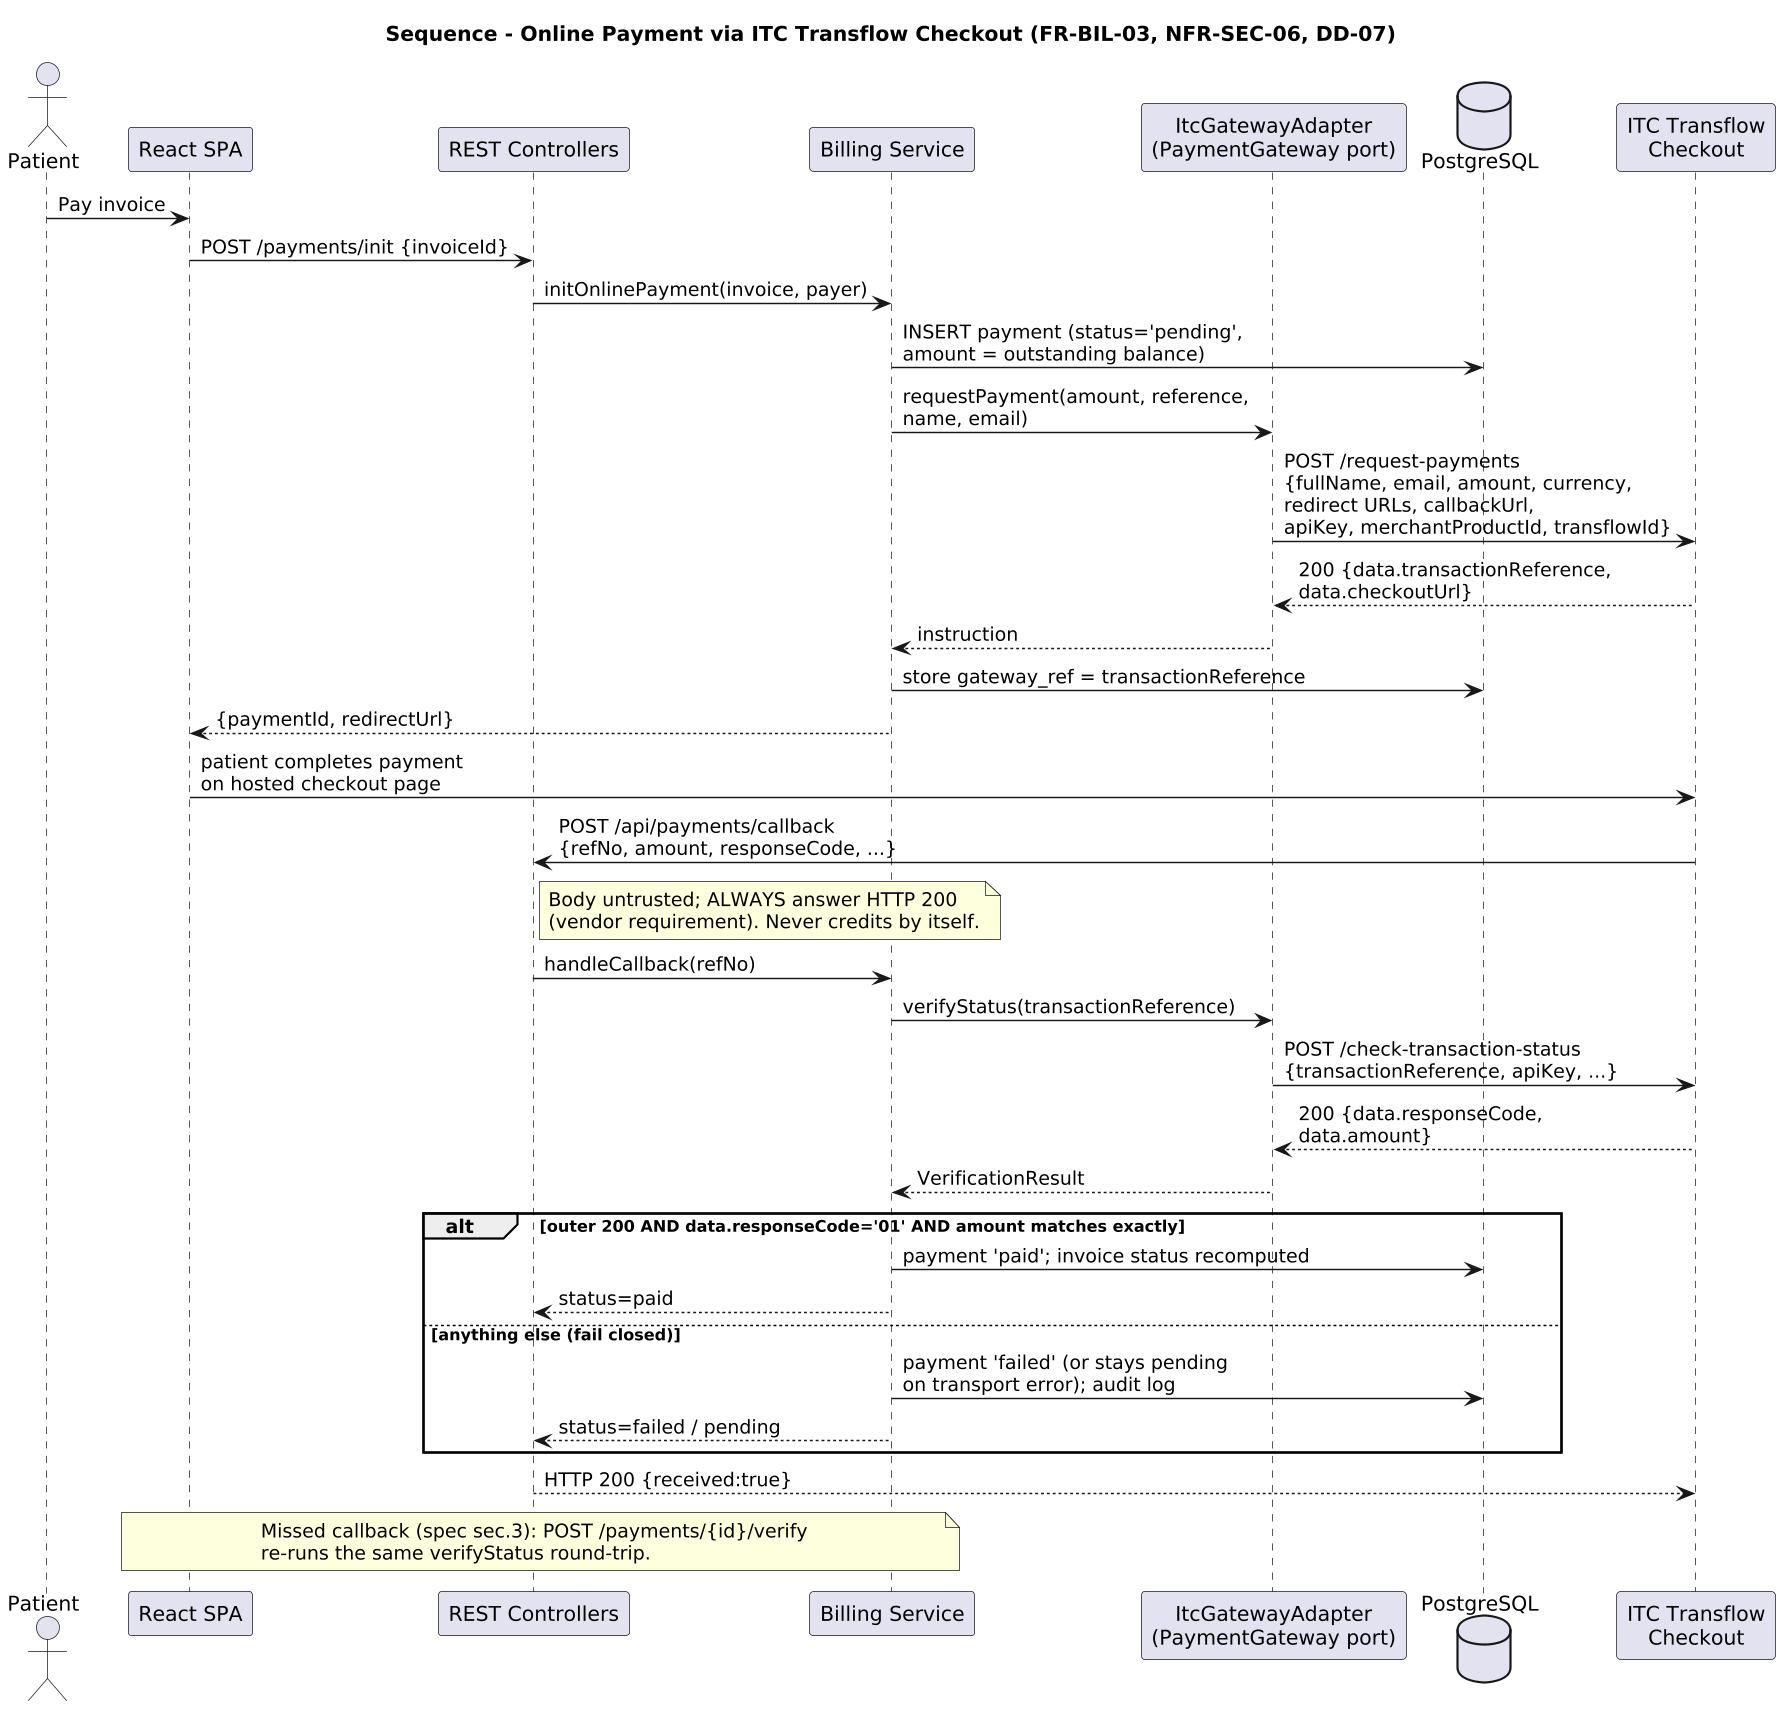 Sequence - Online Payment via ITC Transflow Checkout (FR-BIL-03, NFR-SEC-06, DD-07)
Patient
React SPA
REST Controllers
Billing Service
ItcGatewayAdapter
(PaymentGateway port)
PostgreSQL
ITC Transflow
Checkout
Pay invoice
POST /payments/init {invoiceId}
initOnlinePayment(invoice, payer)
INSERT payment (status='pending',
amount = outstanding balance)
requestPayment(amount, reference,
name, email)
POST /request-payments
{fullName, email, amount, currency,
redirect URLs, callbackUrl,
apiKey, merchantProductId, transflowId}
200 {data.transactionReference,
data.checkoutUrl}
instruction
store gateway_ref = transactionReference
{paymentId, redirectUrl}
patient completes payment
on hosted checkout page
POST /api/payments/callback
{refNo, amount, responseCode, ...}
Body untrusted; ALWAYS answer HTTP 200
(vendor requirement). Never credits by itself.
handleCallback(refNo)
verifyStatus(transactionReference)
POST /check-transaction-status
{transactionReference, apiKey, ...}
200 {data.responseCode,
data.amount}
VerificationResult
alt [outer 200 AND data.responseCode='01' AND amount matches exactly]
payment 'paid'; invoice status recomputed
status=paid
[anything else (fail closed)]
payment 'failed' (or stays pending
on transport error); audit log
status=failed / pending
HTTP 200 {received:true}
Missed callback (spec sec.3): POST /payments/{id}/verify
re-runs the same verifyStatus round-trip.
Patient
React SPA
REST Controllers
Billing Service
ItcGatewayAdapter
(PaymentGateway port)
PostgreSQL
ITC Transflow
Checkout